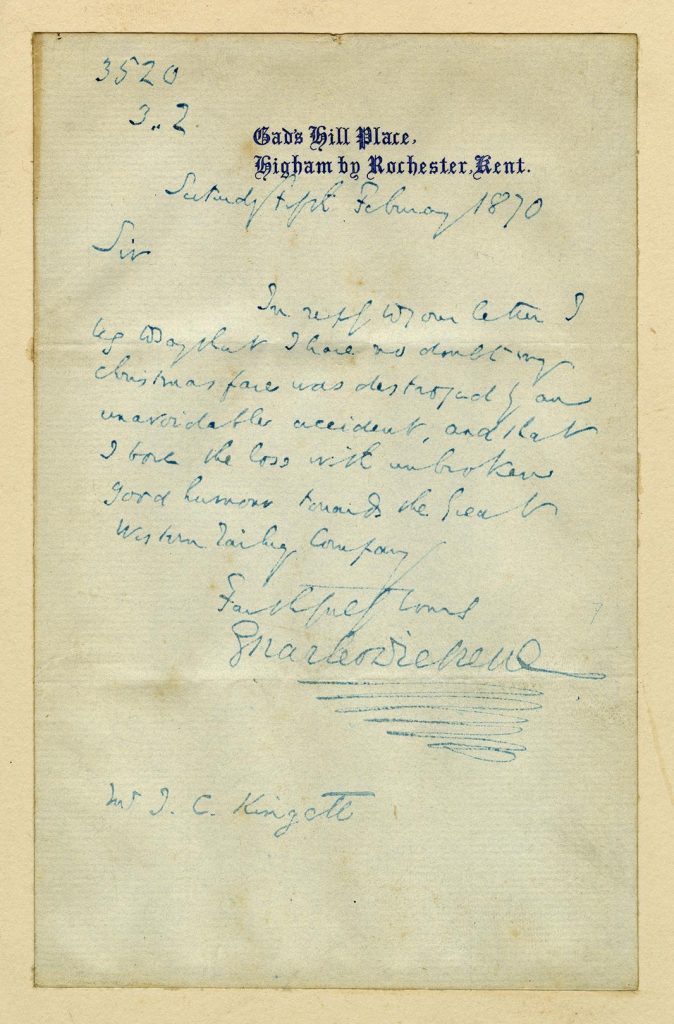 3520
3.. 2
Gad's Hill Place,
Higham by Rochester, Kent.
Saturday fifth February 1870
Sir
In reply to your letter I
beg to say that I have no doubt my
christmas fare was destroyed by an
unavoidable accident, and that
I bore the loss with unbroken
good humour towards the Great
Western Railway Company
Faithfully Yours
Charles Dickens
Mr J. C. Kingett